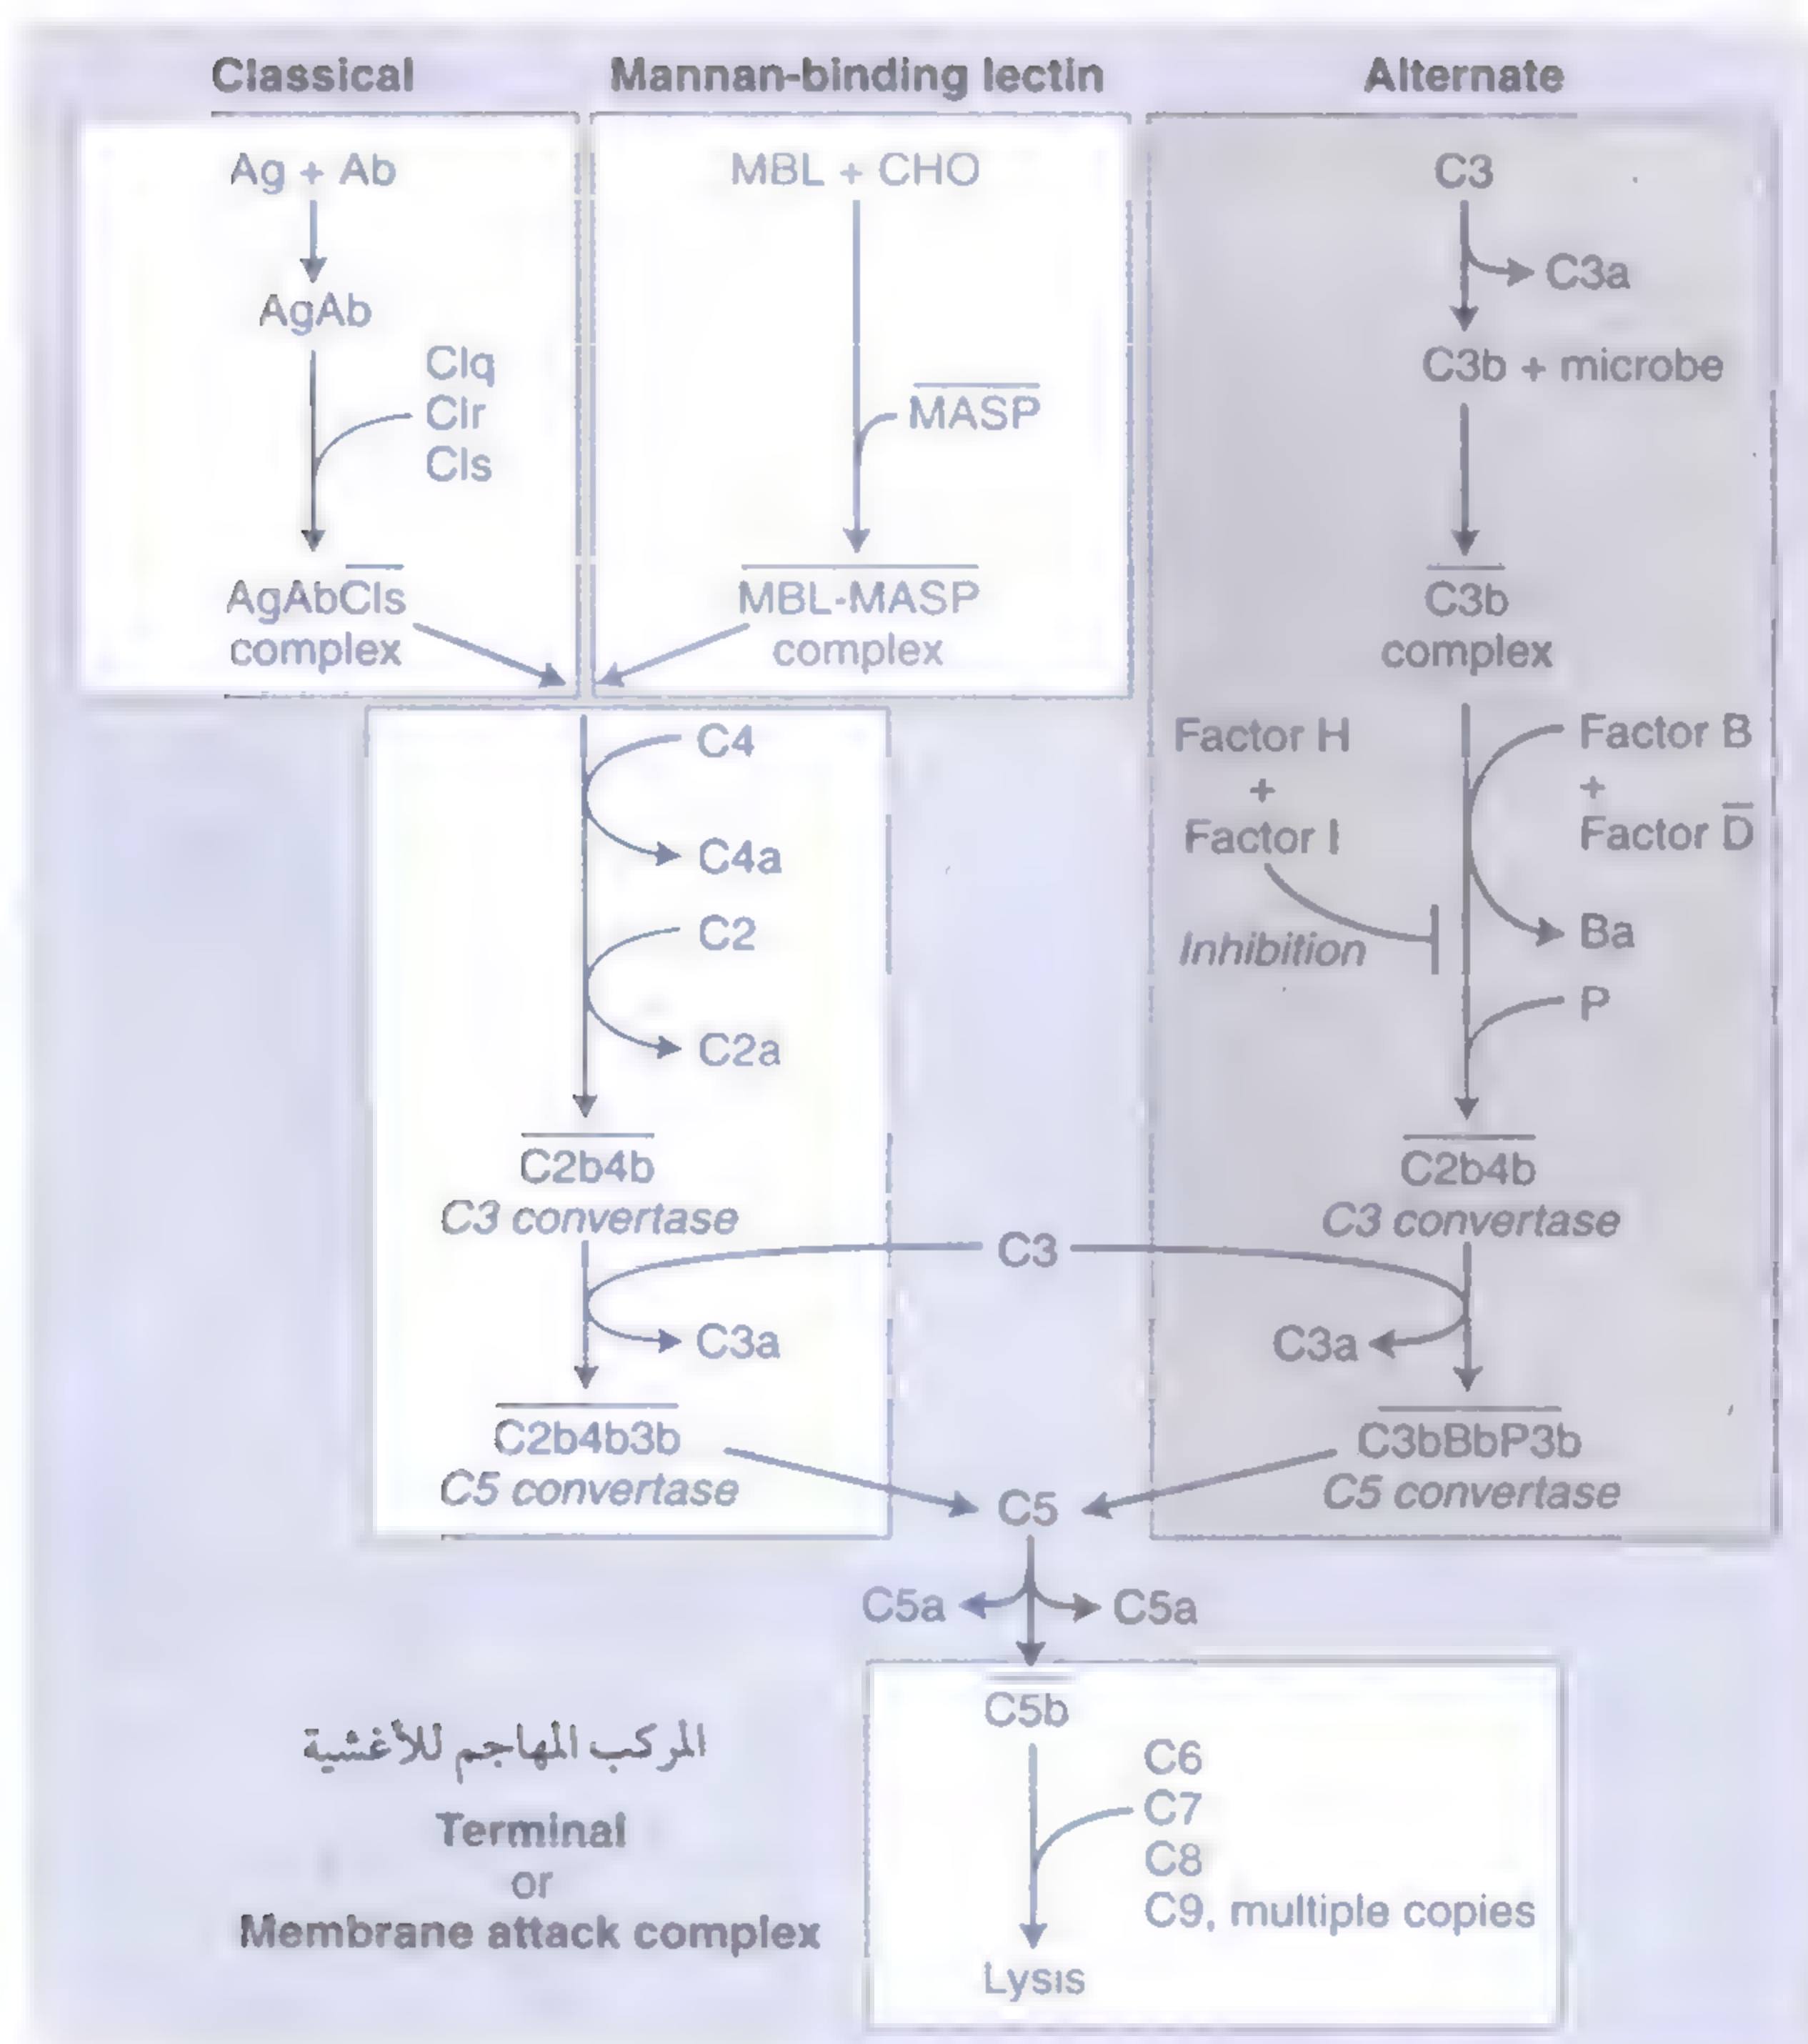 Classical
Mannan-binding lectin
Alternate
Ag + Ab
AgAb
Clq
Clr
Cls
AgAbCls
complex
MBL + CHO
MASP
MBL-MASP
complex
C3
C3a
C3b + microbe
C3b
complex
C4
C4a
C2
C2a
C2b4b
C3 convertase
C3a
C2b4b3b
C5 convertase
Factor H
+
Factor I
Inhibition
Factor B
+
Factor D
Ba
P
C2b4b
C3 convertase
C3
C3a
C3bBbP3b
C5 convertase
C5
C5a
C5a
C5b
C6
C7
C8
C9, multiple copies
Lysis
المركب المهاجم للأغشية
Terminal
or
Membrane attack complex